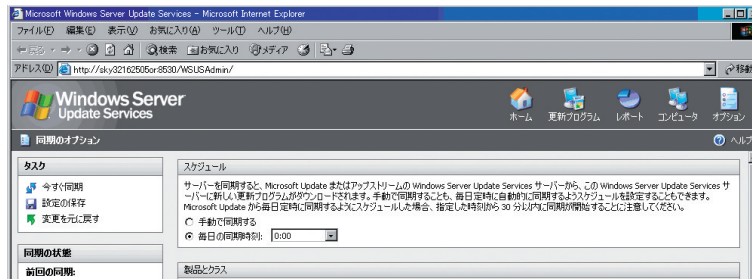 Microsoft Windows Server Update Services - Microsoft Internet Explorer
ファイル(F) 編集(E) 表示(V) お気に入り(A) ツール(T) ヘルプ(H)
戻る 検索 お気に入り メディア
アドレス(D) http://sky32162505or:8530/WSUSAdmin/ 移動
Windows Server
Update Services
ホーム 更新プログラム レポート コンピュータ オプション
同期のオプション ヘルプ
タスク
今すぐ同期
設定の保存
変更を元に戻す
同期の状態
前回の同期:
スケジュール
サーバーを同期すると、Microsoft Update またはアップストリームの Windows Server Update Services サーバーから、この Windows Server Update Services サ
ーバーに新しい更新プログラムがダウンロードされます。手動で同期することも、毎日定時に自動的に同期するようスケジュールを設定することもできます。
Microsoft Update から毎日定時に同期するようにスケジュールした場合、指定した時刻から 30 分以内に同期が開始することに注意してください。
手動で同期する
毎日の同期時刻: 0:00
製品とクラス